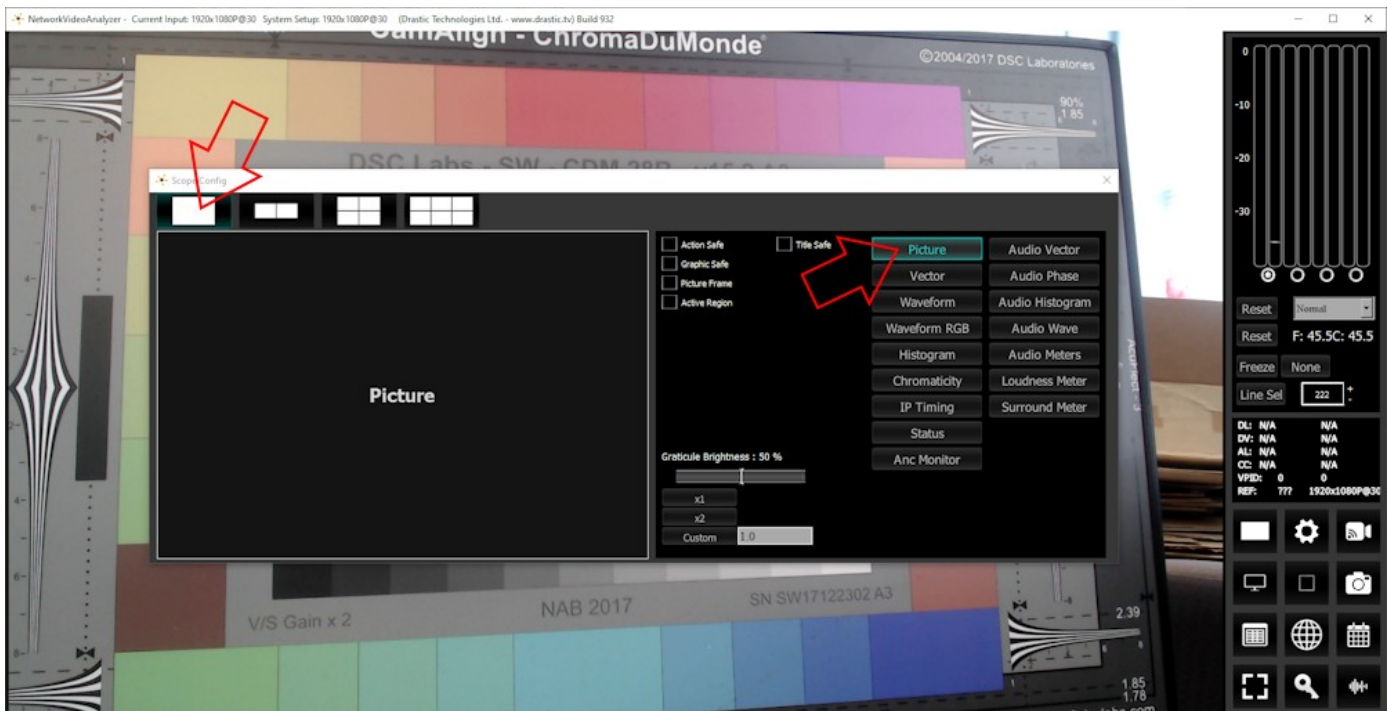 NetworkVideoAnalyzer - Current Input: 1920x1080P@30 System Setup: 1920x1080P@30 (Drastic Technologies Ltd. - www.drastic.tv) Build 932
CamAlign - ChromaDuMonde
©2004/2017 DSC Laboratories
90%
1.85
DSC Labs - SW - CDM 28R
Scope Config
Picture
Action Safe
Title Safe
Graphic Safe
Picture Frame
Active Region
Graticule Brightness : 50 %
x1
x2
Custom
1.0
Picture
Vector
Waveform
Waveform RGB
Histogram
Chromaticity
IP Timing
Status
Anc Monitor
Audio Vector
Audio Phase
Audio Histogram
Audio Wave
Audio Meters
Loudness Meter
Surround Meter
V/S Gain x 2
NAB 2017
SN SW17122302 A3
2.39
1.85
1.78
0
-10
-20
-30
Reset
Normal
Reset
F: 45.5C: 45.5
Freeze
None
Line Sel
222
+
-
DL: N/A N/A
DV: N/A N/A
AL: N/A N/A
CC: N/A N/A
VPID: 0 0
REF: ??? 1920x1080P@30